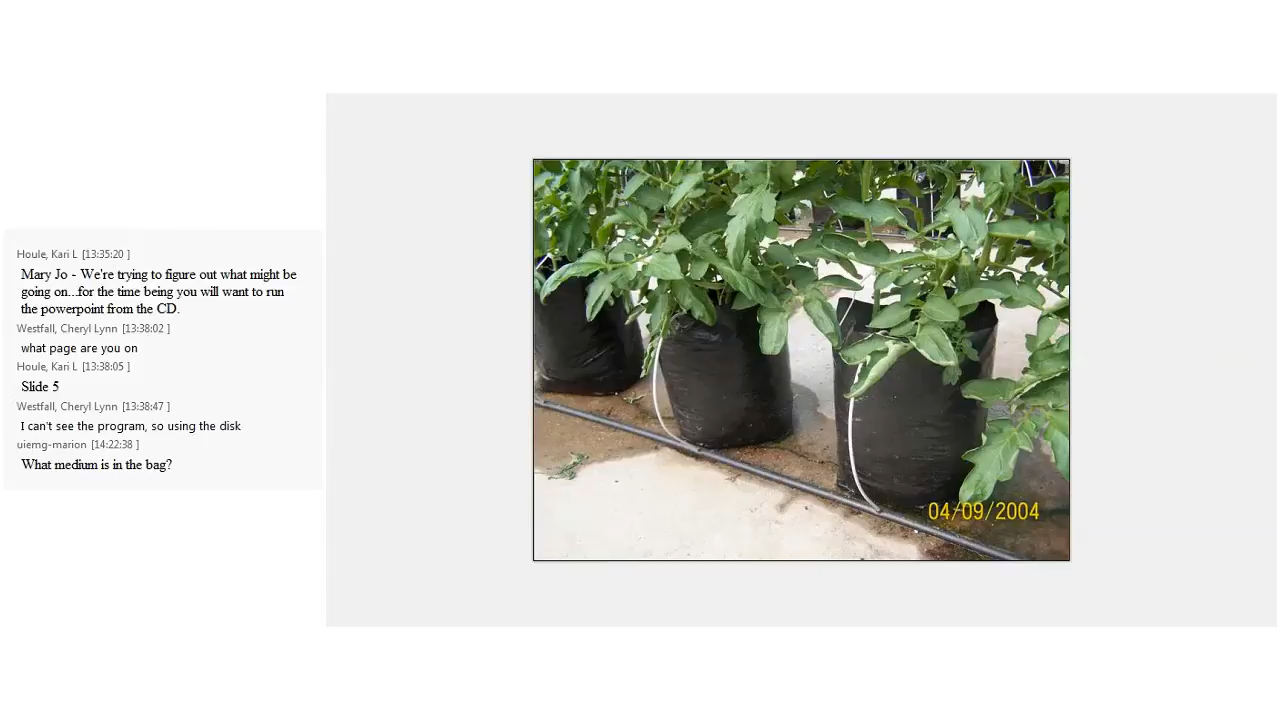 Houle, Kari L [13:35:20 ]
Mary Jo - We're trying to figure out what might be
going on...for the time being you will want to run
the powerpoint from the CD.
Westfall, Cheryl Lynn [13:38:02 ]
what page are you on
Houle, Kari L [13:38:05 ]
Slide 5
Westfall, Cheryl Lynn [13:38:47 ]
I can't see the program, so using the disk
uiemg-marion [14:22:38 ]
What medium is in the bag?
04/09/2004